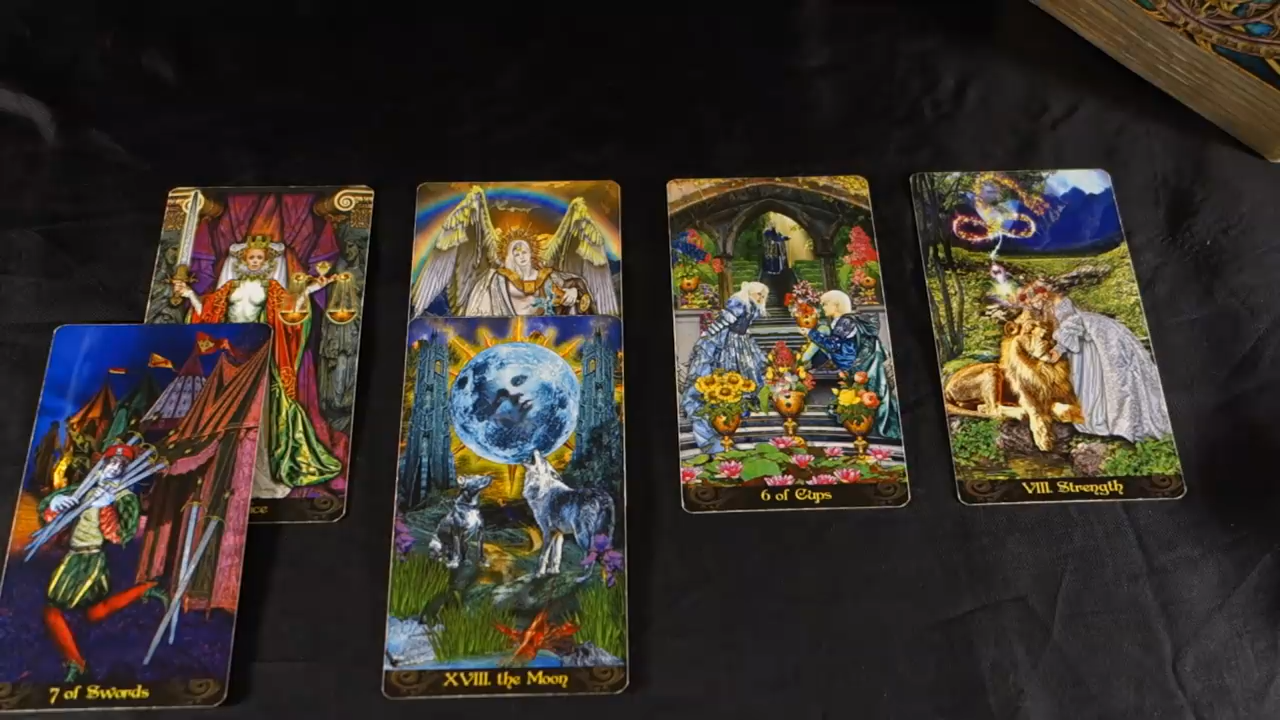 6 of Cups
VIII. Strength
7 of Swords
XVIII. the Moon